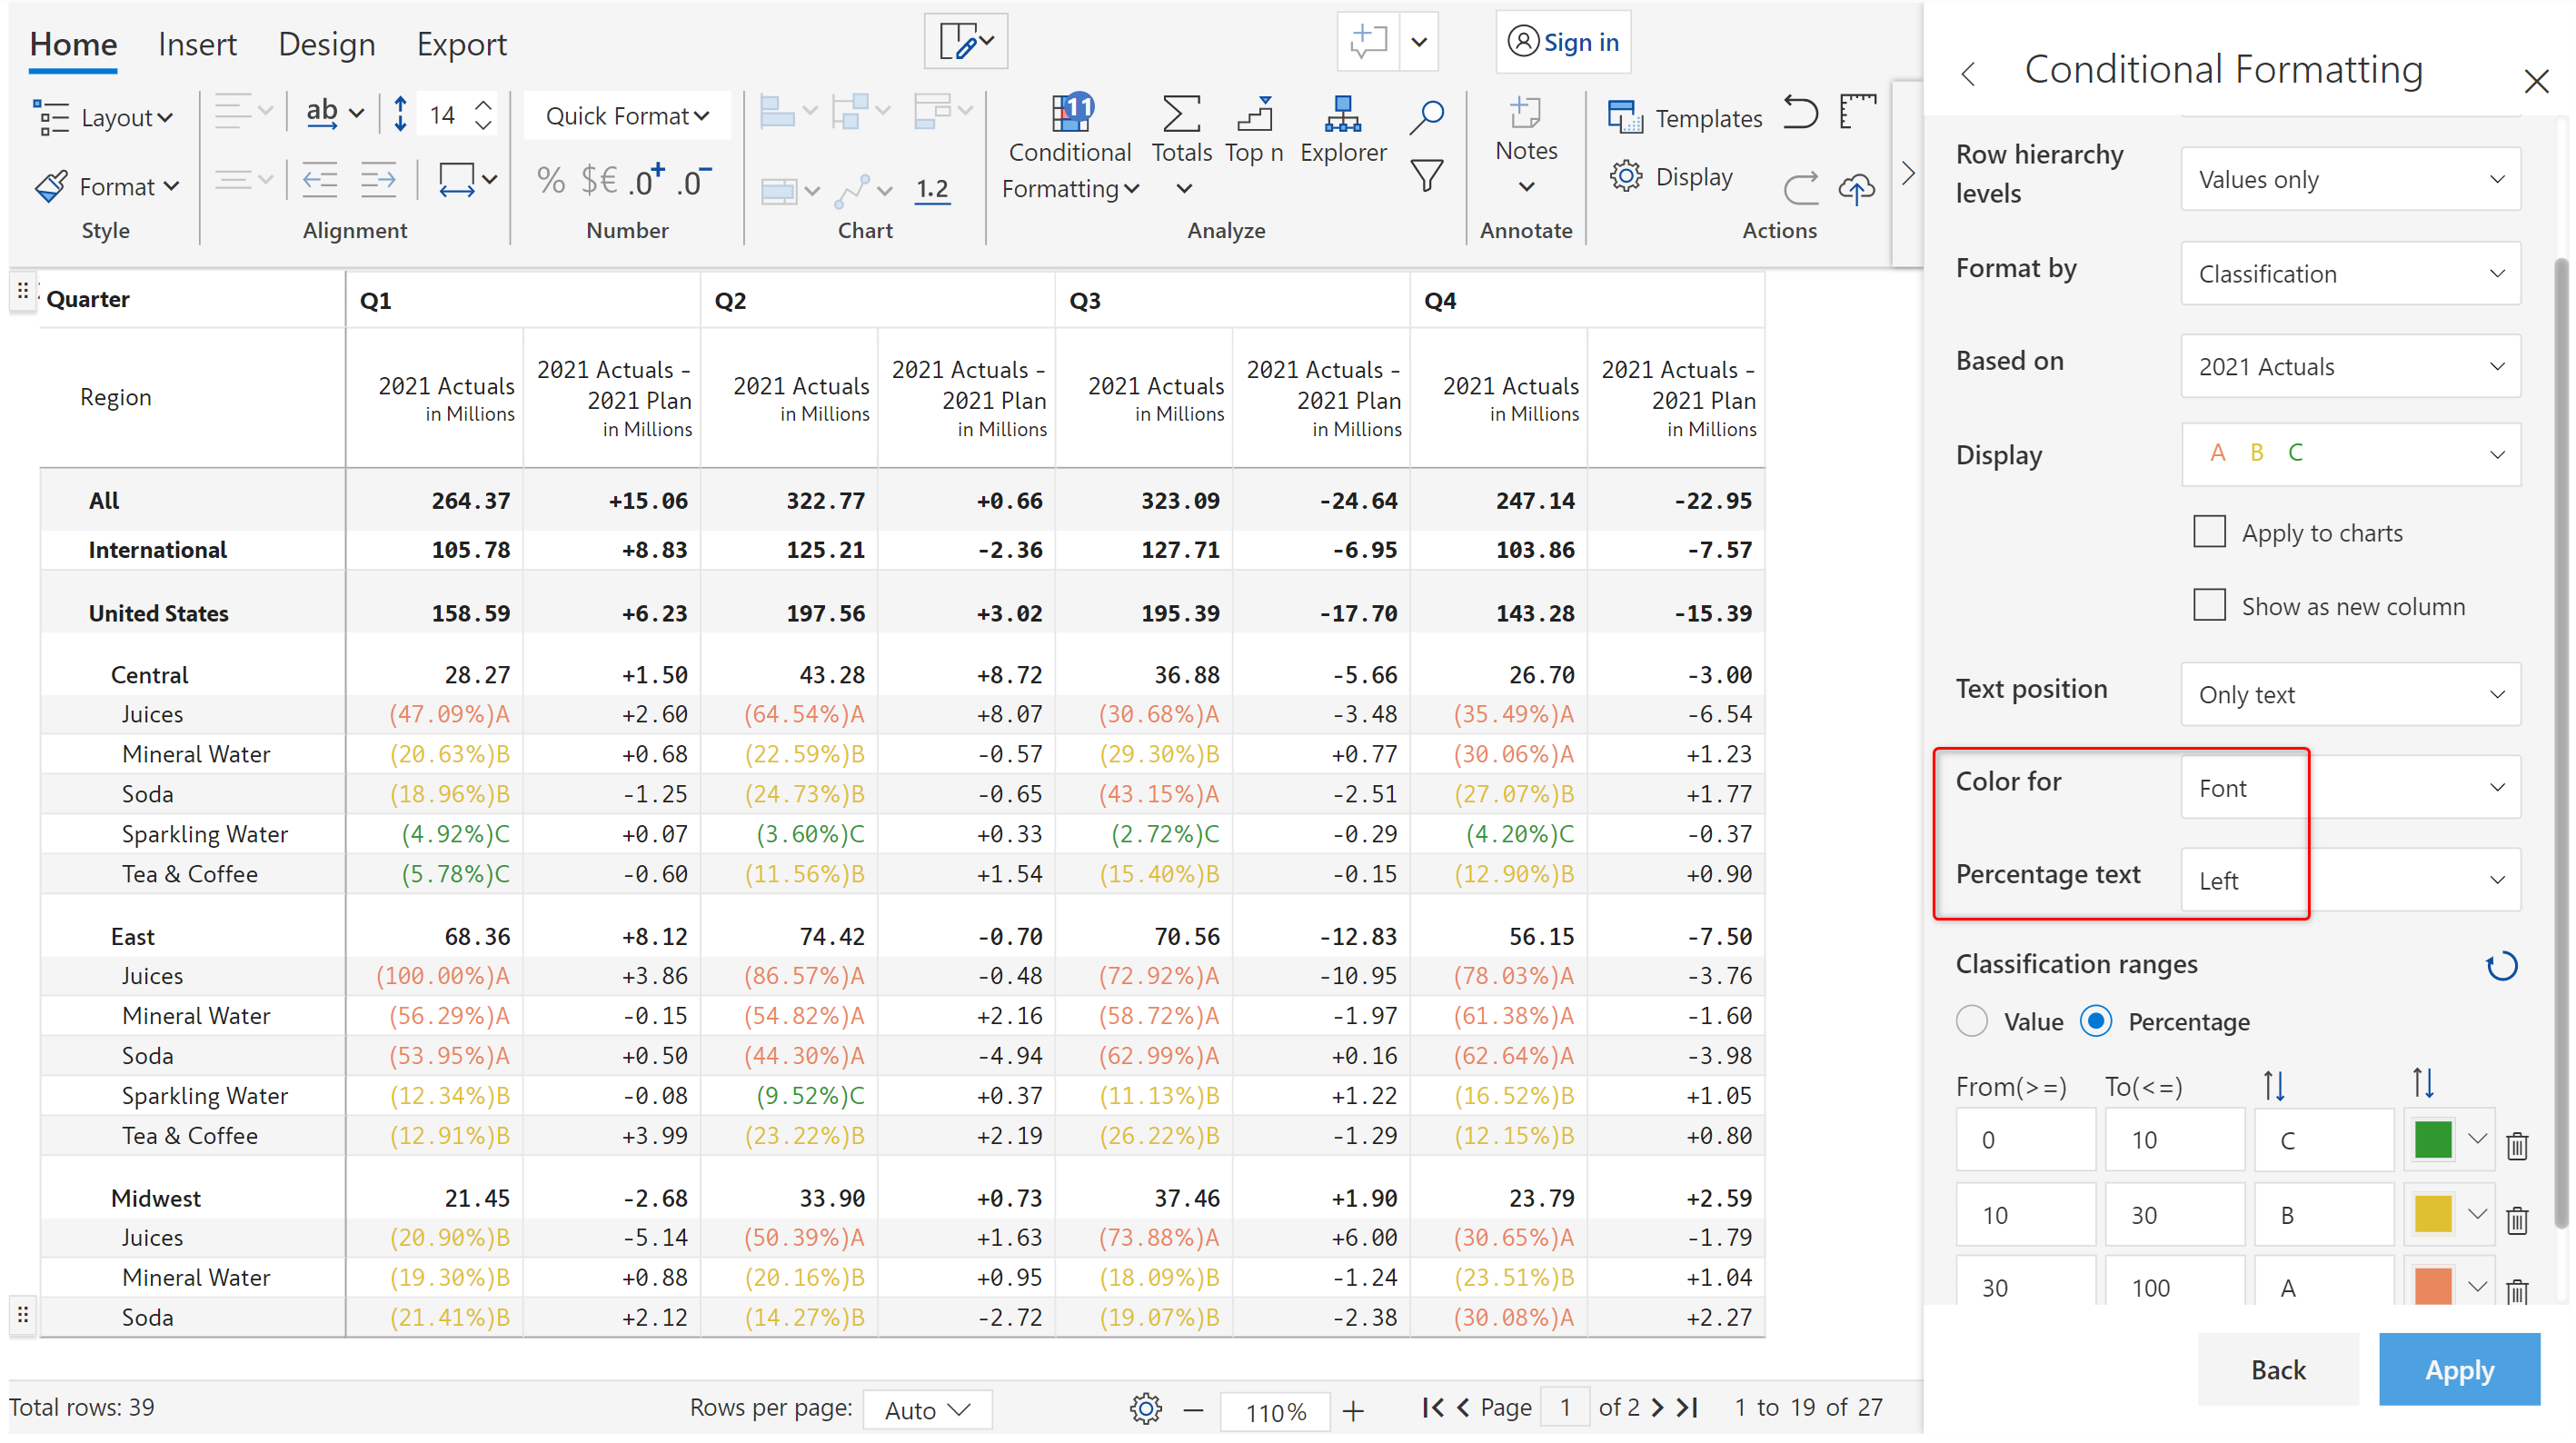 Home Insert Design Export Sign in
Layout ab 14 Quick Format 11 Templates
Conditional Totals Top n Explorer Notes
Format % $€ .0+ .0- 1.2 Formatting Display
Style Alignment Number Chart Analyze Annotate Actions
Quarter Q1 Q2 Q3 Q4
Region 2021 Actuals in Millions 2021 Actuals - 2021 Plan in Millions 2021 Actuals in Millions 2021 Actuals - 2021 Plan in Millions 2021 Actuals in Millions 2021 Actuals - 2021 Plan in Millions 2021 Actuals in Millions 2021 Actuals - 2021 Plan in Millions
All 264.37 +15.06 322.77 +0.66 323.09 -24.64 247.14 -22.95
International 105.78 +8.83 125.21 -2.36 127.71 -6.95 103.86 -7.57
United States 158.59 +6.23 197.56 +3.02 195.39 -17.70 143.28 -15.39
Central 28.27 +1.50 43.28 +8.72 36.88 -5.66 26.70 -3.00
Juices (47.09%)A +2.60 (64.54%)A +8.07 (30.68%)A -3.48 (35.49%)A -6.54
Mineral Water (20.63%)B +0.68 (22.59%)B -0.57 (29.30%)B +0.77 (30.06%)A +1.23
Soda (18.96%)B -1.25 (24.73%)B -0.65 (43.15%)A -2.51 (27.07%)B +1.77
Sparkling Water (4.92%)C +0.07 (3.60%)C +0.33 (2.72%)C -0.29 (4.20%)C -0.37
Tea & Coffee (5.78%)C -0.60 (11.56%)B +1.54 (15.40%)B -0.15 (12.90%)B +0.90
East 68.36 +8.12 74.42 -0.70 70.56 -12.83 56.15 -7.50
Juices (100.00%)A +3.86 (86.57%)A -0.48 (72.92%)A -10.95 (78.03%)A -3.76
Mineral Water (56.29%)A -0.15 (54.82%)A +2.16 (58.72%)A -1.97 (61.38%)A -1.60
Soda (53.95%)A +0.50 (44.30%)A -4.94 (62.99%)A +0.16 (62.64%)A -3.98
Sparkling Water (12.34%)B -0.08 (9.52%)C +0.37 (11.13%)B +1.22 (16.52%)B +1.05
Tea & Coffee (12.91%)B +3.99 (23.22%)B +2.19 (26.22%)B -1.29 (12.15%)B +0.80
Midwest 21.45 -2.68 33.90 +0.73 37.46 +1.90 23.79 +2.59
Juices (20.90%)B -5.14 (50.39%)A +1.63 (73.88%)A +6.00 (30.65%)A -1.79
Mineral Water (19.30%)B +0.88 (20.16%)B +0.95 (18.09%)B -1.24 (23.51%)B +1.04
Soda (21.41%)B +2.12 (14.27%)B -2.72 (19.07%)B -2.38 (30.08%)A +2.27
Total rows: 39 Rows per page: Auto 110% Page 1 of 2 1 to 19 of 27
Conditional Formatting
Row hierarchy levels Values only
Format by Classification
Based on 2021 Actuals
Display A B C
Apply to charts
Show as new column
Text position Only text
Color for Font
Percentage text Left
Classification ranges
Value Percentage
From(>=) To(<=)
0 10 C
10 30 B
30 100 A
Back Apply